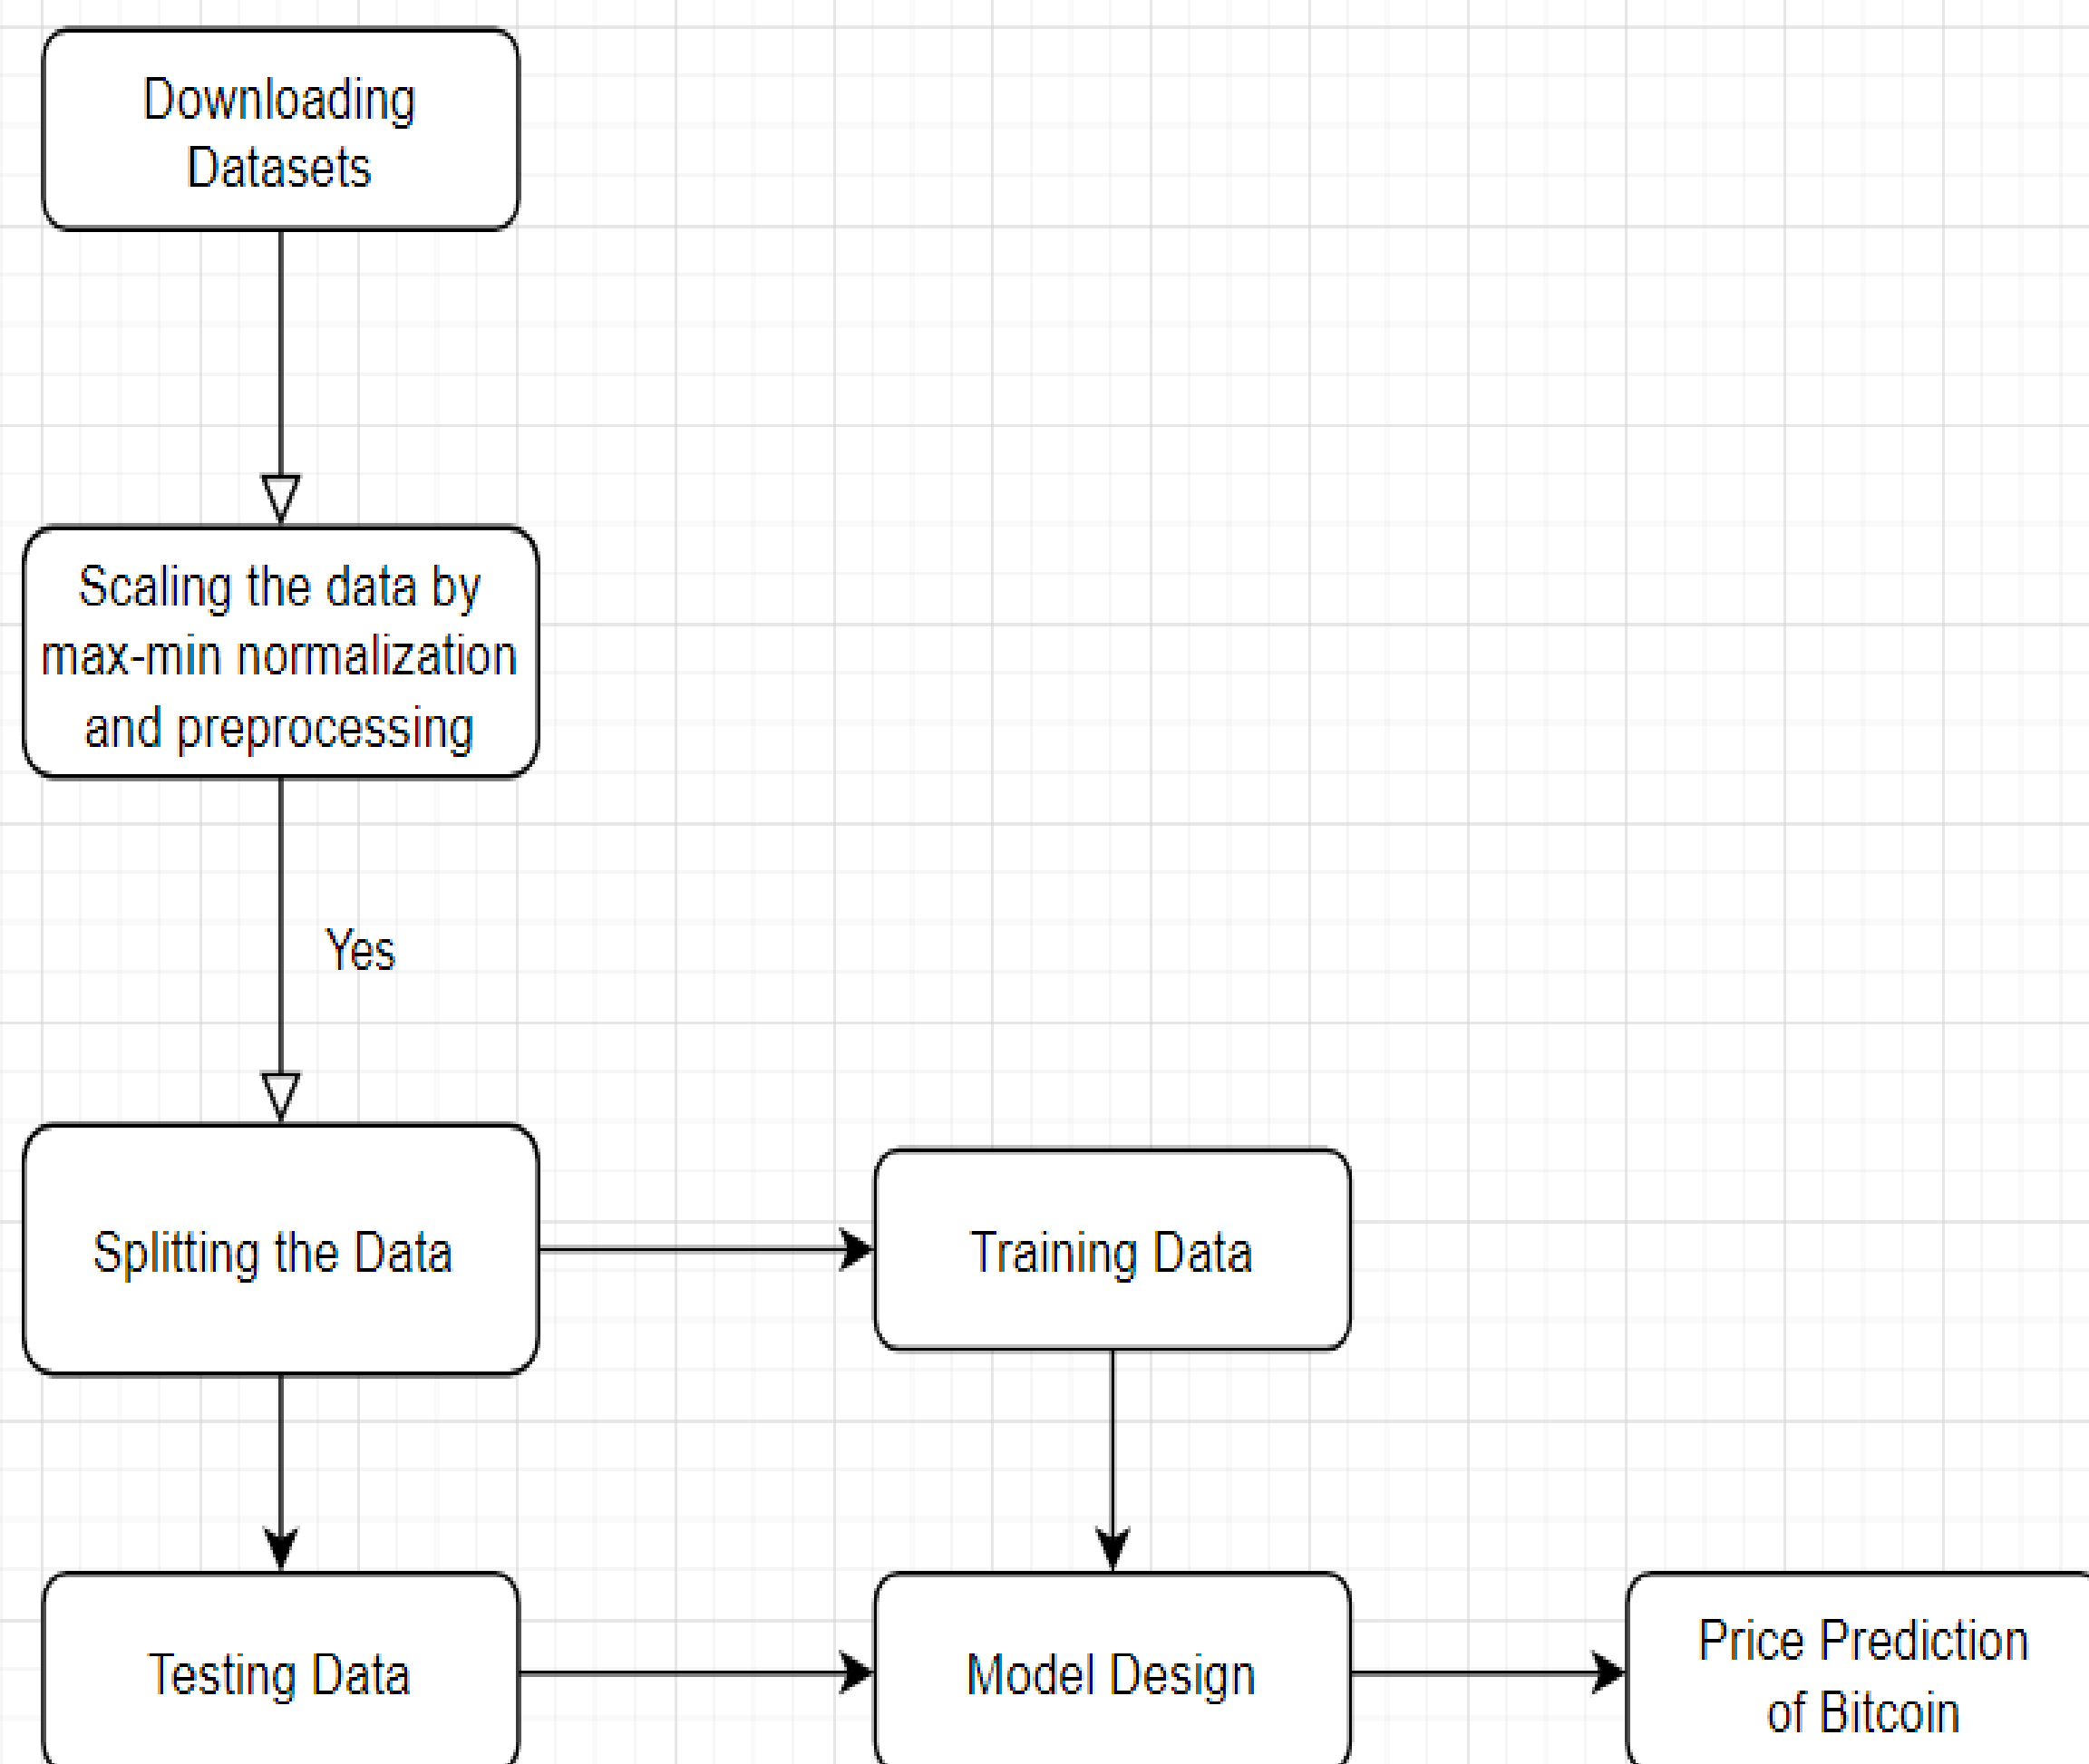 Downloading
Datasets
Scaling the data by
max-min normalization
and preprocessing
Yes
Splitting the Data
Training Data
Testing Data
Model Design
Price Prediction
of Bitcoin